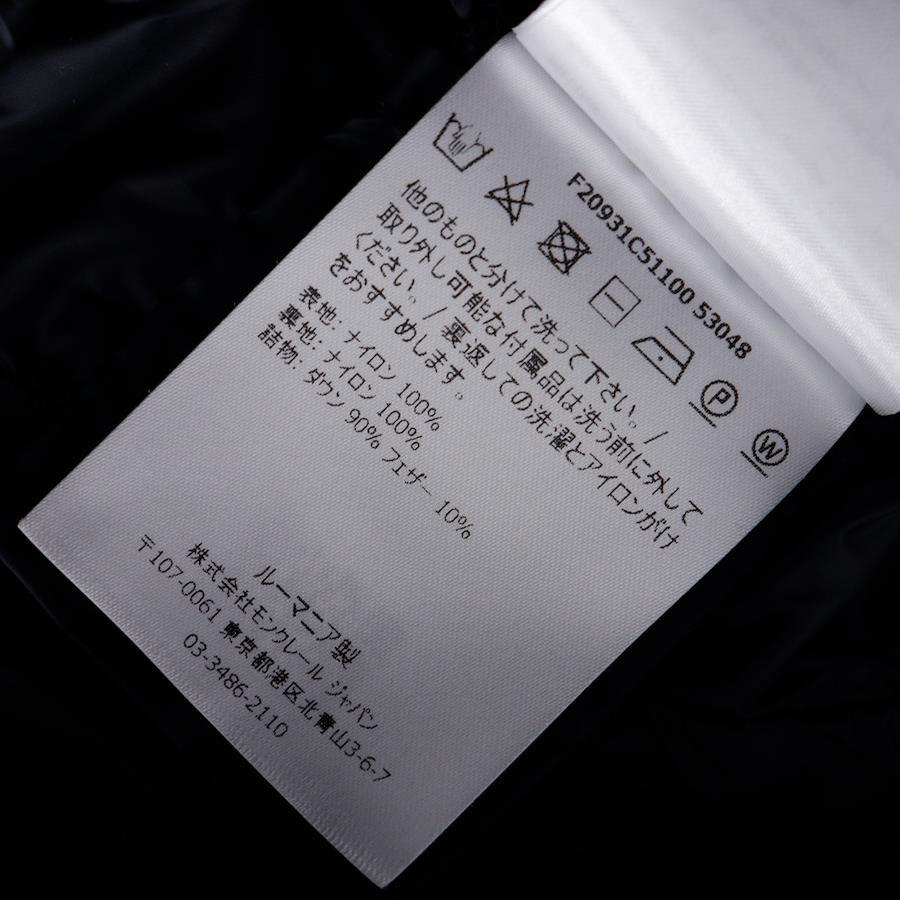 F20931C51100 53048
P
W
他のものと分けて洗って下さい。/
取り外し可能な付属品は洗う前に外して
ください。/ 裏返しての洗濯とアイロンがけ
をおすすめします。
表地: ナイロン 100%
裏地: ナイロン 100%
詰物: ダウン 90% フェザー 10%
ルーマニア製
株式会社モンクレール ジャパン
〒107-0061 東京都港区北青山3-6-7
03-3486-2110